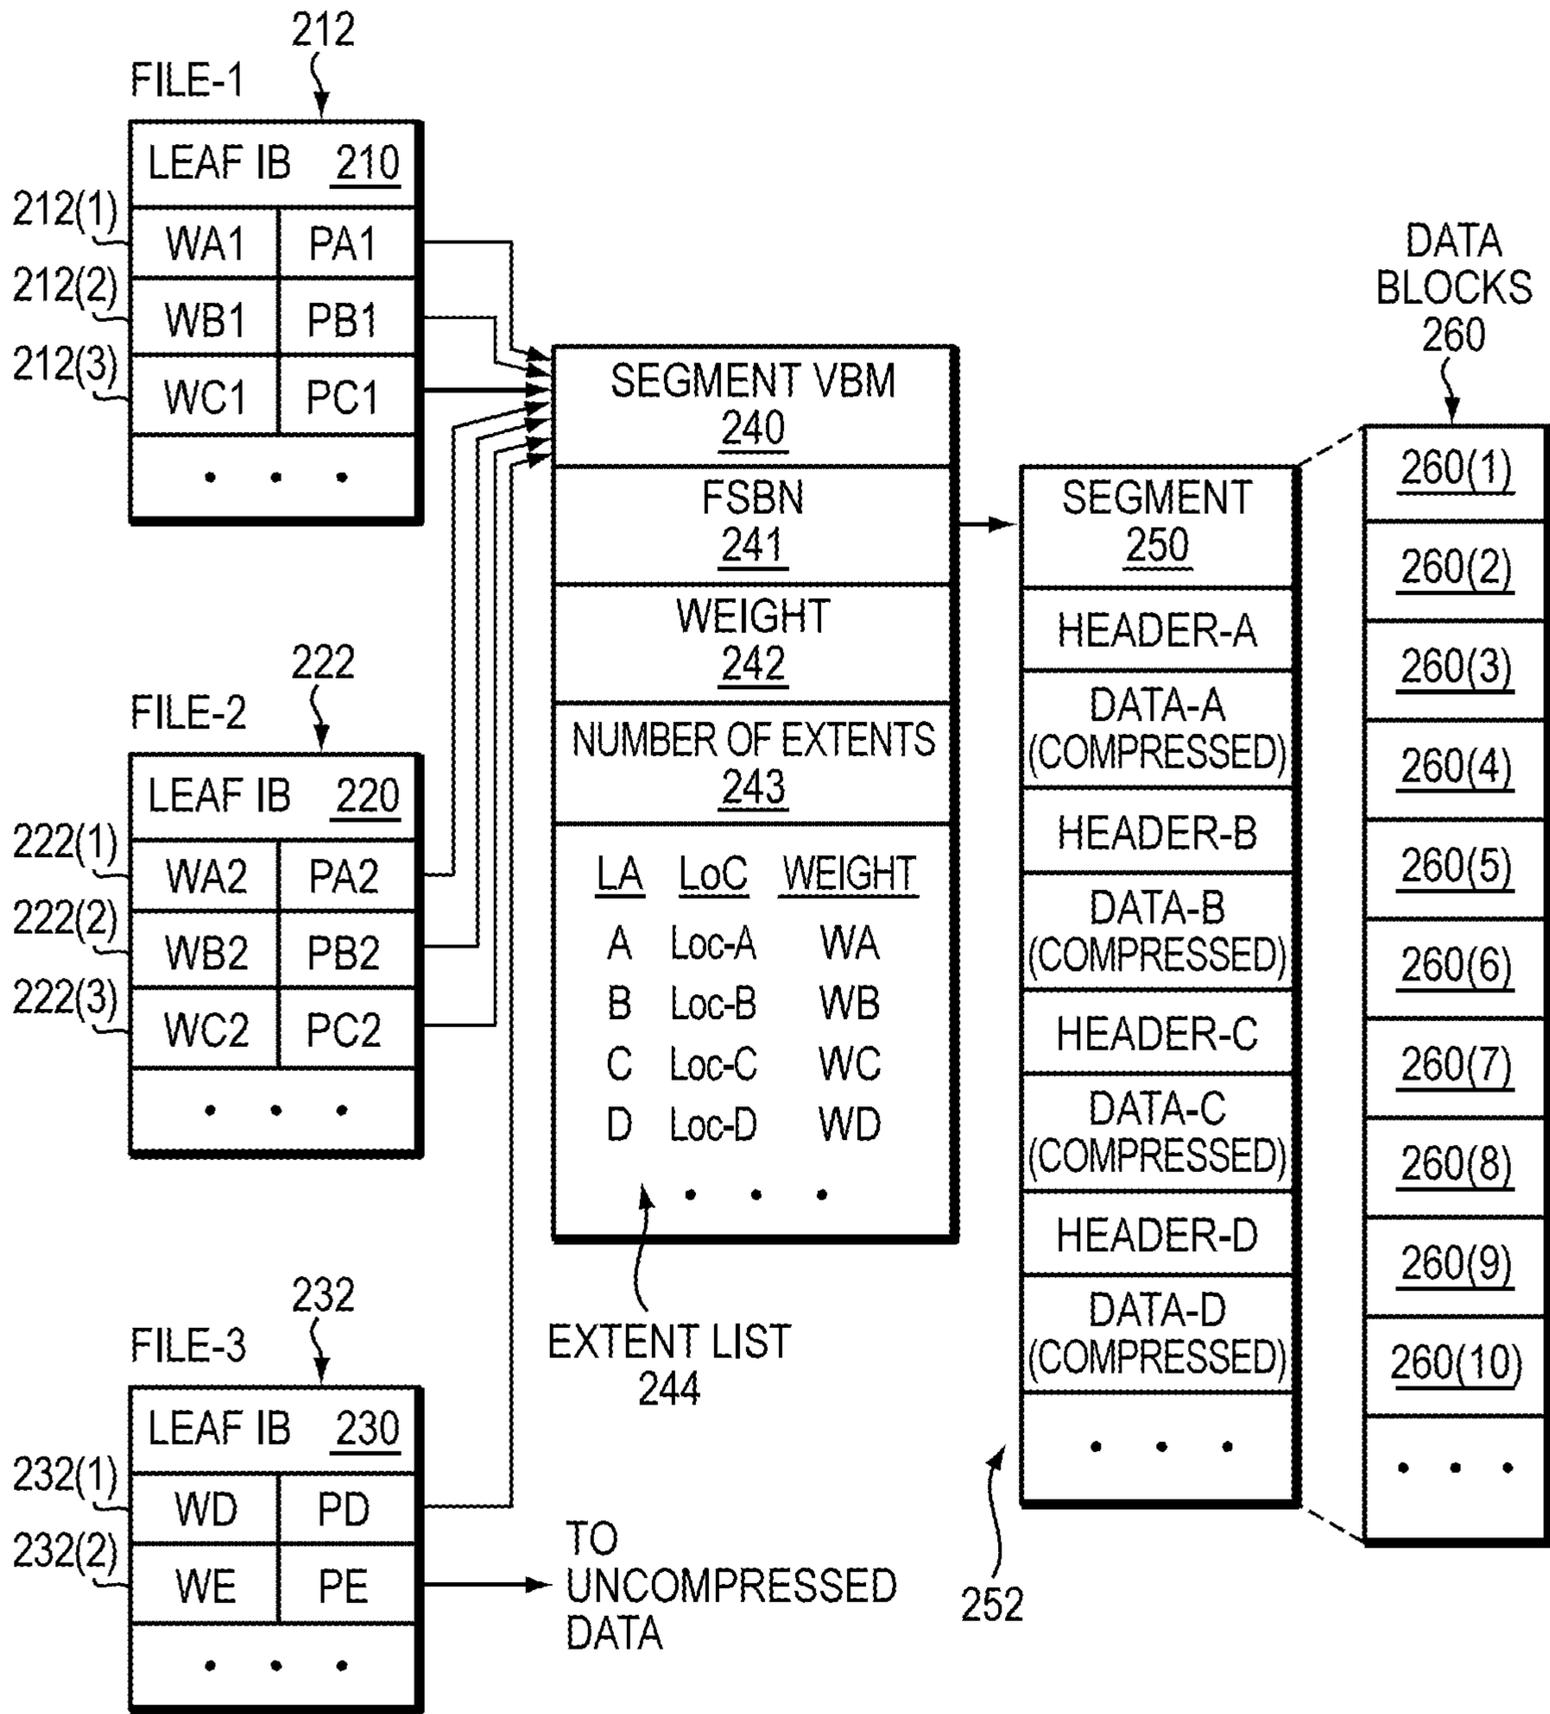 212
FILE-1
LEAF IB 210
212(1)
WA1 PA1
212(2)
WB1 PB1
212(3)
WC1 PC1
. . .
222
FILE-2
LEAF IB 220
222(1)
WA2 PA2
222(2)
WB2 PB2
222(3)
WC2 PC2
. . .
232
FILE-3
LEAF IB 230
232(1)
WD PD
232(2)
WE PE
. . .
TO
UNCOMPRESSED
DATA
SEGMENT VBM
240
FSBN
241
WEIGHT
242
NUMBER OF EXTENTS
243
LA LoC WEIGHT
A Loc-A WA
B Loc-B WB
C Loc-C WC
D Loc-D WD
. . .
EXTENT LIST
244
SEGMENT
250
HEADER-A
DATA-A
(COMPRESSED)
HEADER-B
DATA-B
(COMPRESSED)
HEADER-C
DATA-C
(COMPRESSED)
HEADER-D
DATA-D
(COMPRESSED)
. . .
252
DATA
BLOCKS
260
260(1)
260(2)
260(3)
260(4)
260(5)
260(6)
260(7)
260(8)
260(9)
260(10)
. . .